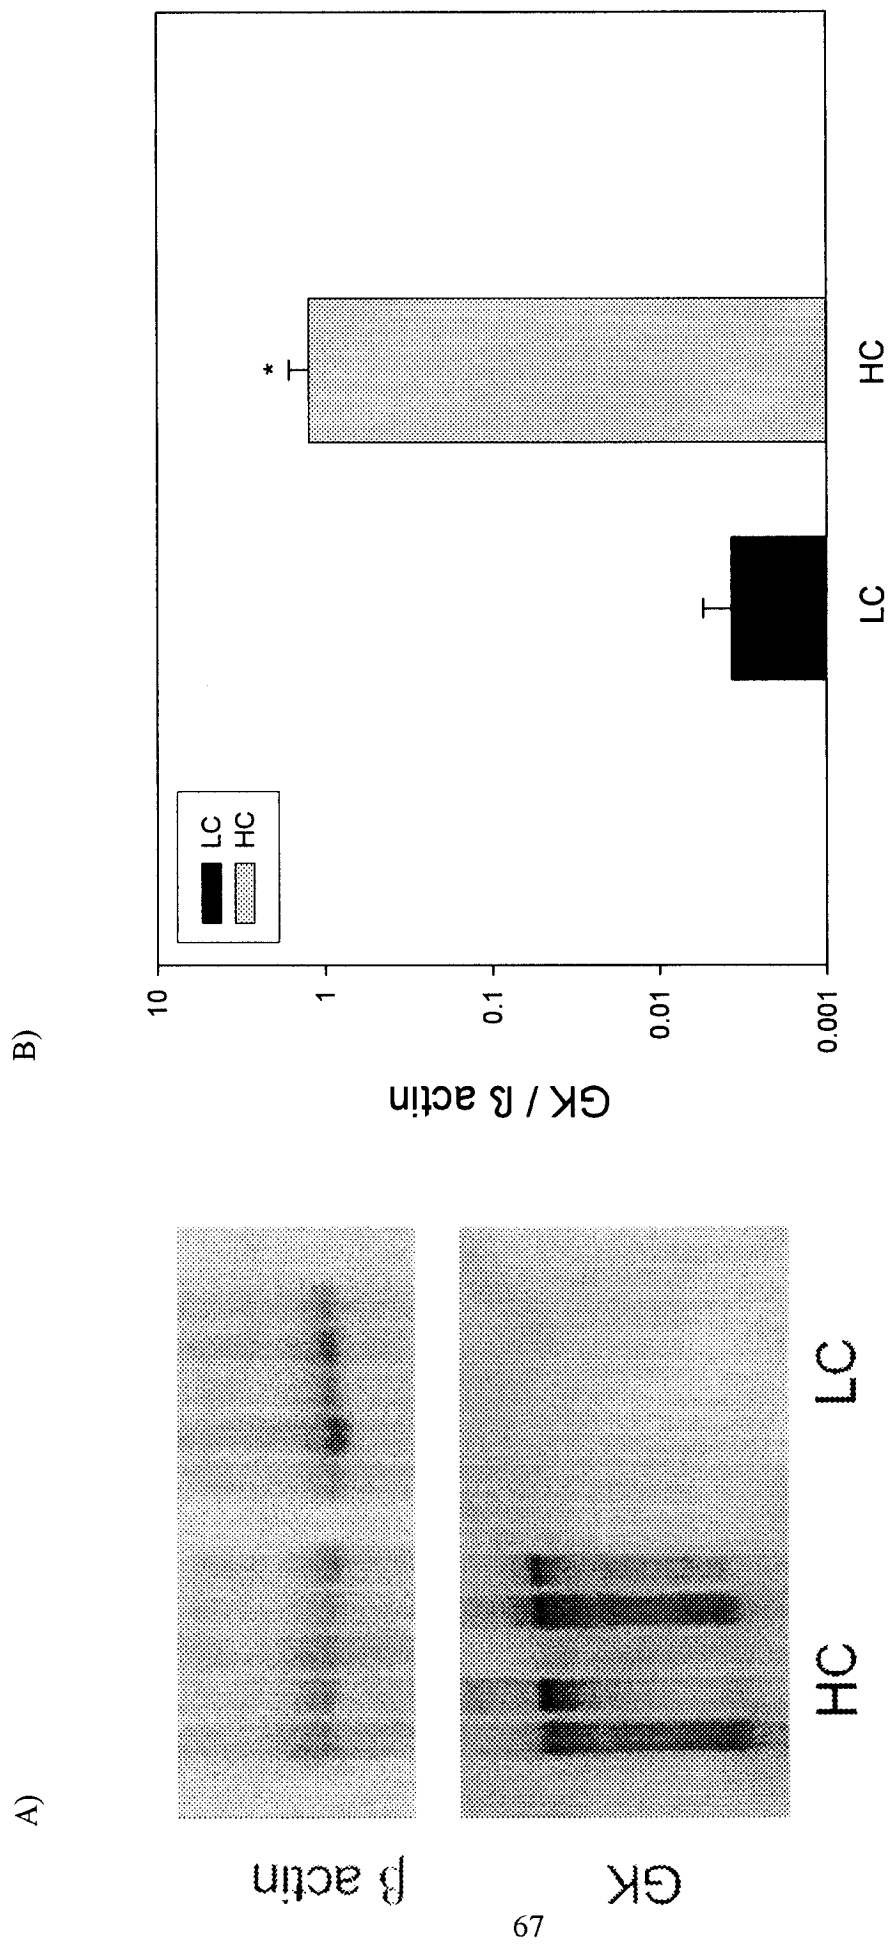 A)
β actin
GK
HC LC
B)
LC
HC
GK / ß actin
10
1
0.1
0.01
0.001
*
LC HC
67